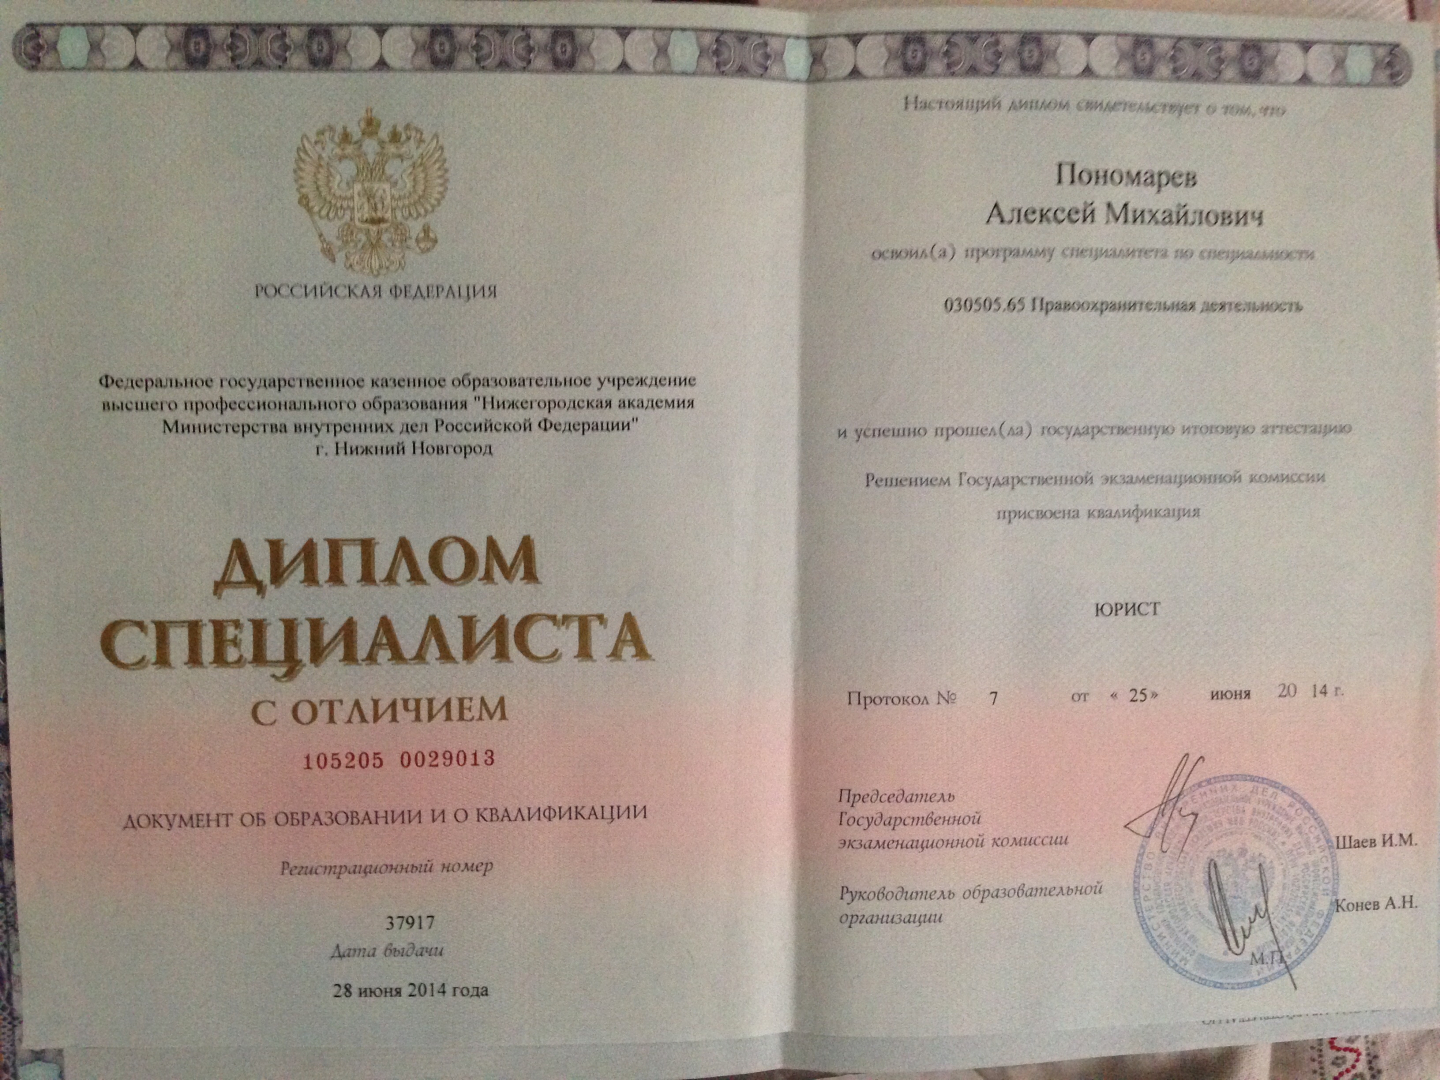 РОССИЙСКАЯ ФЕДЕРАЦИЯ
Федеральное государственное казенное образовательное учреждение
высшего профессионального образования "Нижегородская академия
Министерства внутренних дел Российской Федерации"
г. Нижний Новгород
ДИПЛОМ
СПЕЦИАЛИСТА
С ОТЛИЧИЕМ
105205 0029013
ДОКУМЕНТ ОБ ОБРАЗОВАНИИ И О КВАЛИФИКАЦИИ
Регистрационный номер
37917
Дата выдачи
28 июня 2014 года
Настоящий диплом свидетельствует о том, что
Пономарев
Алексей Михайлович
освоил(а) программу специалитета по специальности
030505.65 Правоохранительная деятельность
и успешно прошел(ла) государственную итоговую аттестацию
Решением Государственной экзаменационной комиссии
присвоена квалификация
ЮРИСТ
Протокол № 7 от « 25» июня 20 14 г.
Председатель
Государственной
экзаменационной комиссии
Шаев И.М.
Руководитель образовательной
организации
Конев А.Н.
М.П.